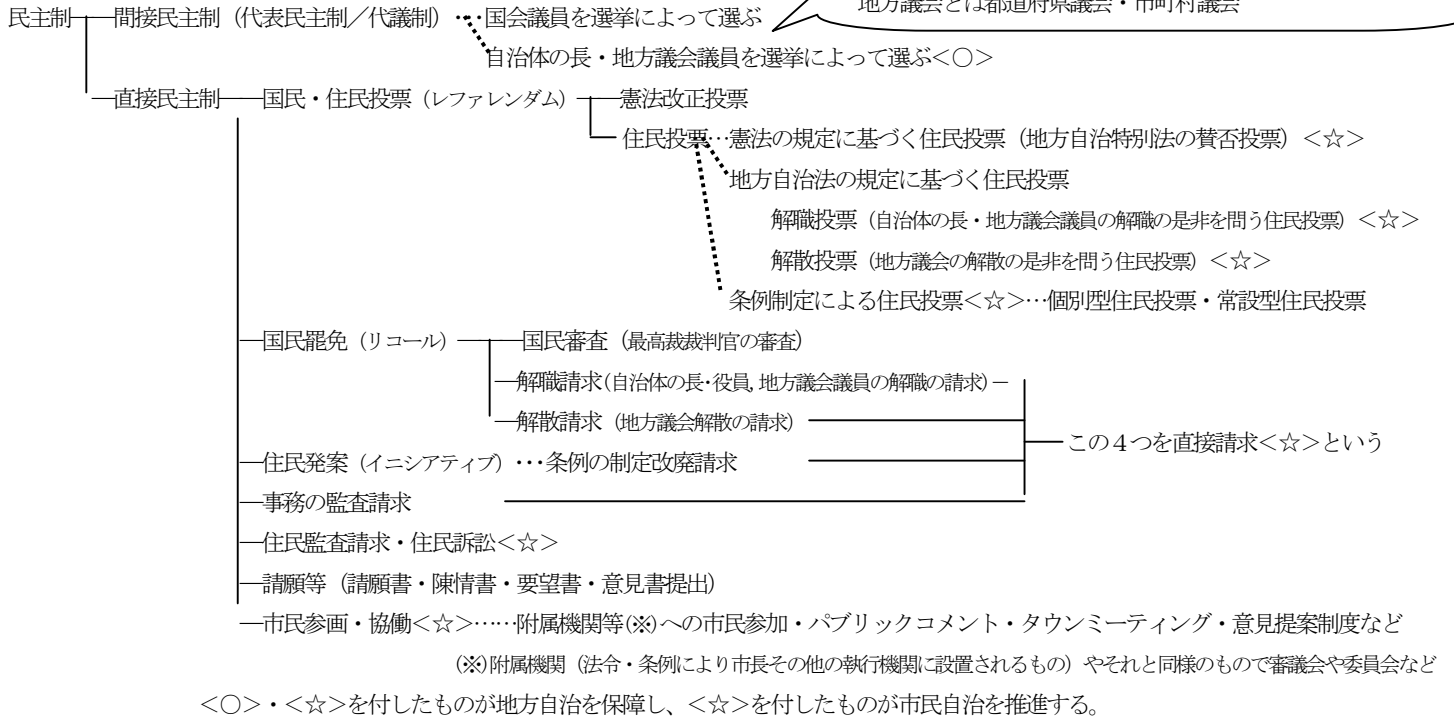 地方議会とは都道府県議会・市町村議会
民主制 間接民主制（代表民主制／代議制）・・・国会議員を選挙によって選ぶ
自治体の長・地方議会議員を選挙によって選ぶ＜○＞
直接民主制 国民・住民投票（レファレンダム） 憲法改正投票
住民投票…憲法の規定に基づく住民投票（地方自治特別法の賛否投票）＜☆＞
地方自治法の規定に基づく住民投票
解職投票（自治体の長・地方議会議員の解職の是非を問う住民投票）＜☆＞
解散投票（地方議会の解散の是非を問う住民投票）＜☆＞
条例制定による住民投票＜☆＞…個別型住民投票・常設型住民投票
国民罷免（リコール） 国民審査（最高裁裁判官の審査）
解職請求(自治体の長・役員,地方議会議員の解職の請求)
解散請求（地方議会解散の請求）
この４つを直接請求＜☆＞という
住民発案（イニシアティブ）・・・条例の制定改廃請求
事務の監査請求
住民監査請求・住民訴訟＜☆＞
請願等（請願書・陳情書・要望書・意見書提出）
市民参画・協働＜☆＞……附属機関等(※)への市民参加・パブリックコメント・タウンミーティング・意見提案制度など
(※)附属機関（法令・条例により市長その他の執行機関に設置されるもの）やそれと同様のもので審議会や委員会など
＜○＞・＜☆＞を付したものが地方自治を保障し、＜☆＞を付したものが市民自治を推進する。